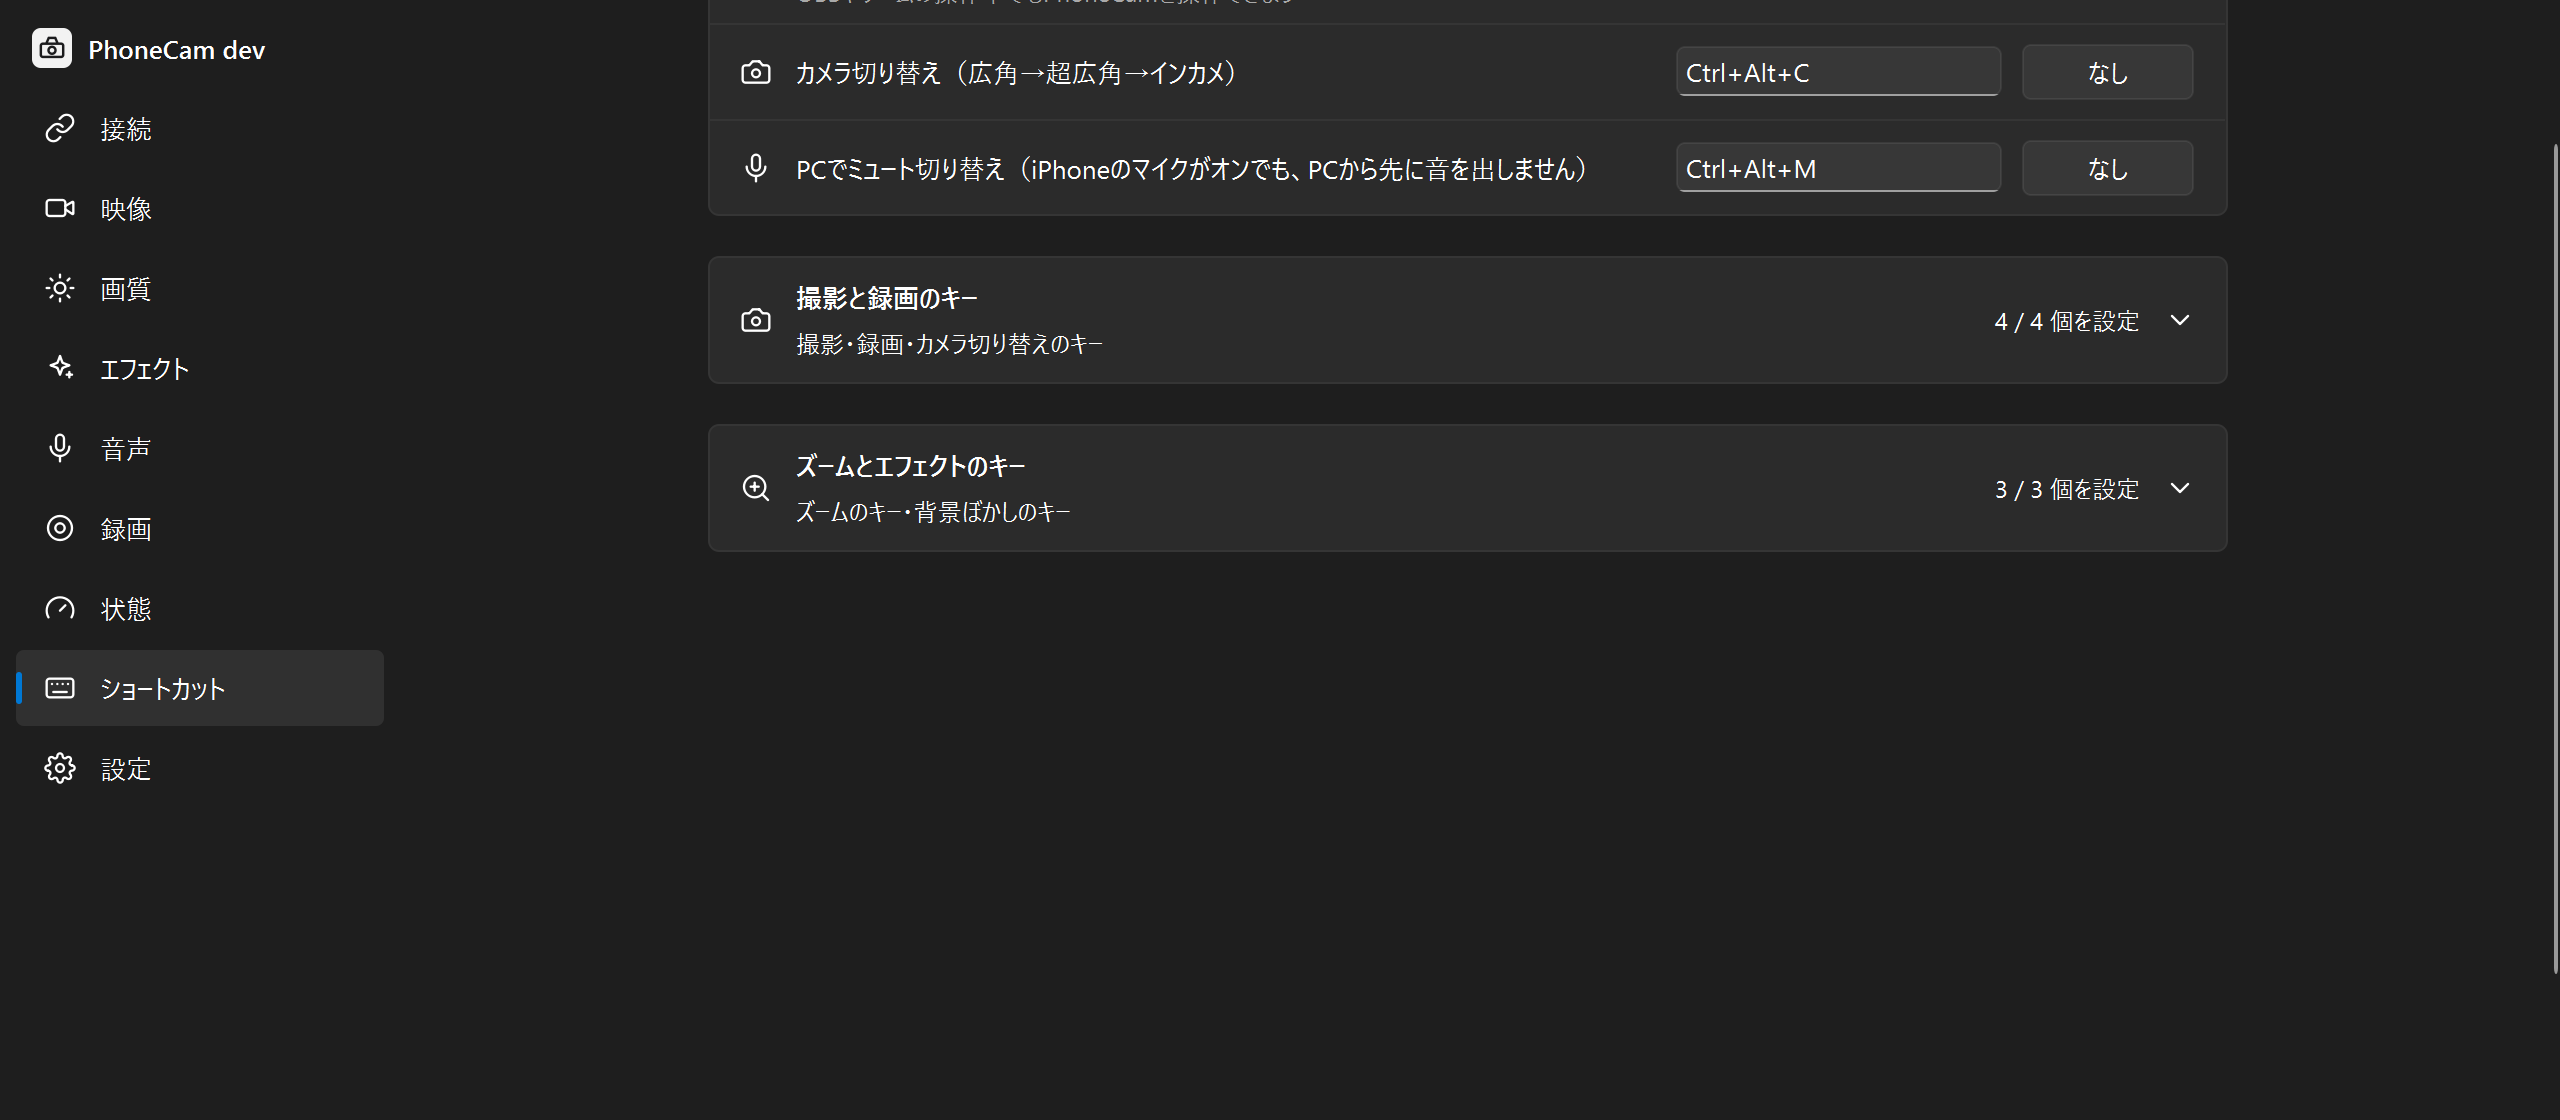 PhoneCam dev
接続
映像
画質
エフェクト
音声
録画
状態
ショートカット
設定
カメラ切り替え（広角→超広角→インカメ）
Ctrl+Alt+C
なし
PCでミュート切り替え（iPhoneのマイクがオンでも、PCから先に音を出しません）
Ctrl+Alt+M
なし
撮影と録画のキー
撮影・録画・カメラ切り替えのキー
4 / 4 個を設定
ズームとエフェクトのキー
ズームのキー・背景ぼかしのキー
3 / 3 個を設定